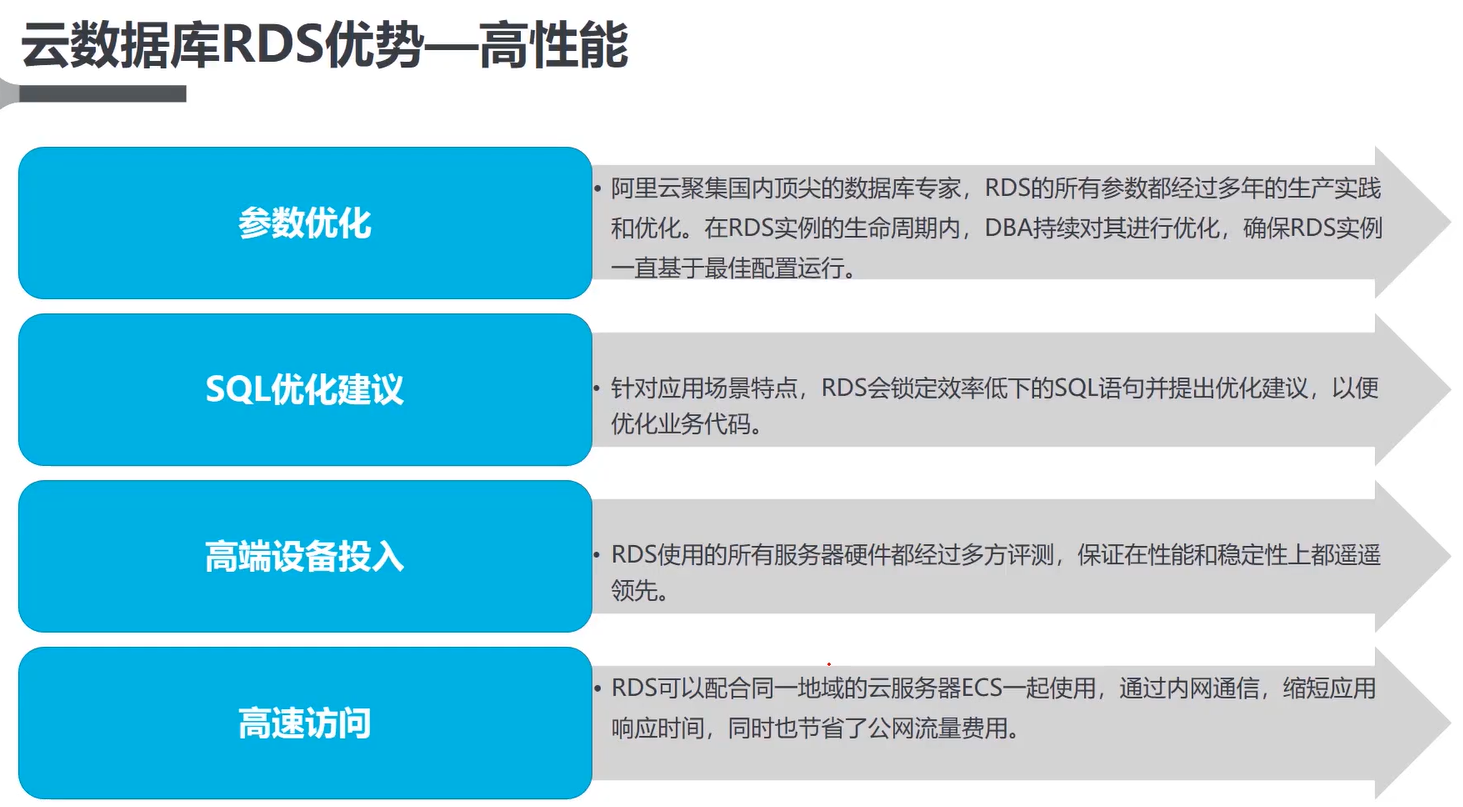 云数据库RDS优势—高性能
参数优化
• 阿里云聚集国内顶尖的数据库专家，RDS的所有参数都经过多年的生产实践
和优化。在RDS实例的生命周期内，DBA持续对其进行优化，确保RDS实例
一直基于最佳配置运行。
SQL优化建议
• 针对应用场景特点，RDS会锁定效率低下的SQL语句并提出优化建议，以便
优化业务代码。
高端设备投入
• RDS使用的所有服务器硬件都经过多方评测，保证在性能和稳定性上都遥遥
领先。
高速访问
• RDS可以配合同一地域的云服务器ECS一起使用，通过内网通信，缩短应用
响应时间，同时也节省了公网流量费用。